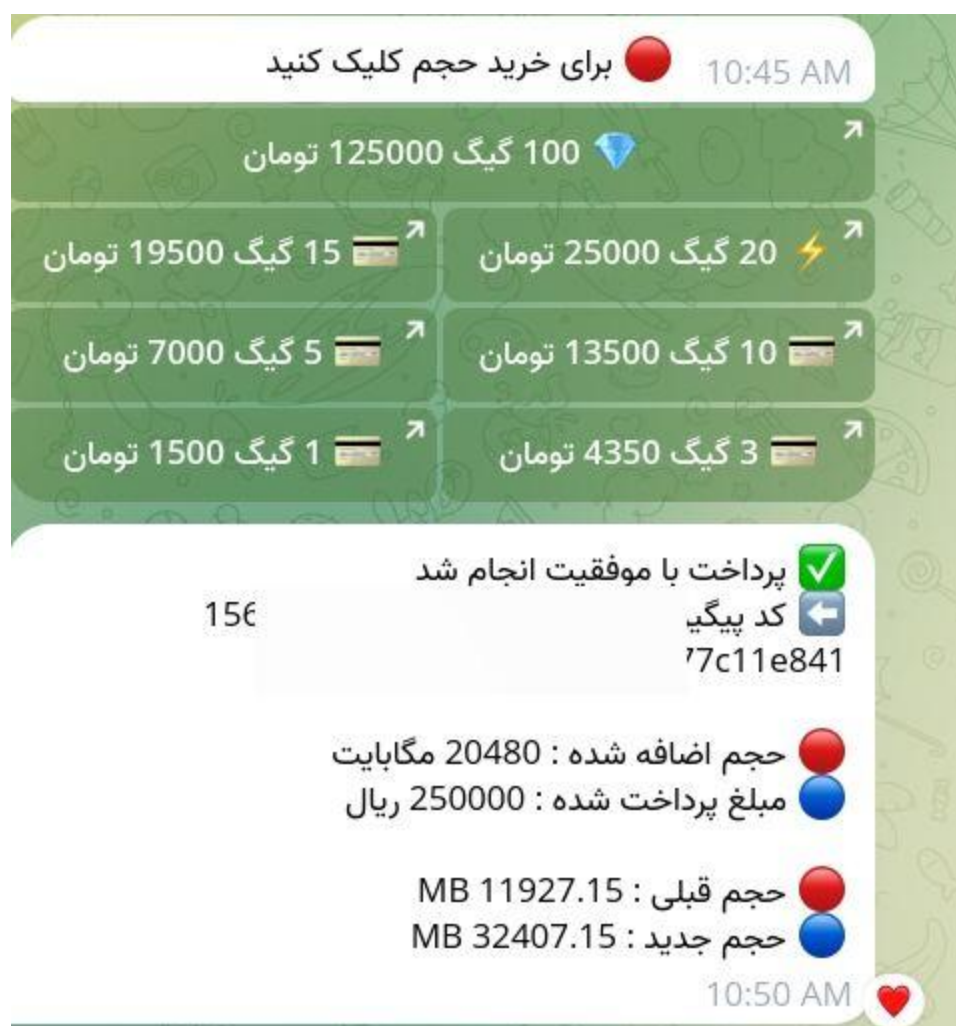 🔴 برای خرید حجم کلیک کنید
10:45 AM
💎 100 گیگ 125000 تومان
⚡ 20 گیگ 25000 تومان
💳 15 گیگ 19500 تومان
💳 10 گیگ 13500 تومان
💳 5 گیگ 7000 تومان
💳 3 گیگ 4350 تومان
💳 1 گیگ 1500 تومان
✅ پرداخت با موفقیت انجام شد
⬅️ کد 156
77c11e841
🔴 حجم اضافه شده : 20480 مگابایت
🔵 مبلغ پرداخت شده : 250000 ریال
🔴 حجم قبلی : 11927.15 MB
🔵 حجم جدید : 32407.15 MB
10:50 AM